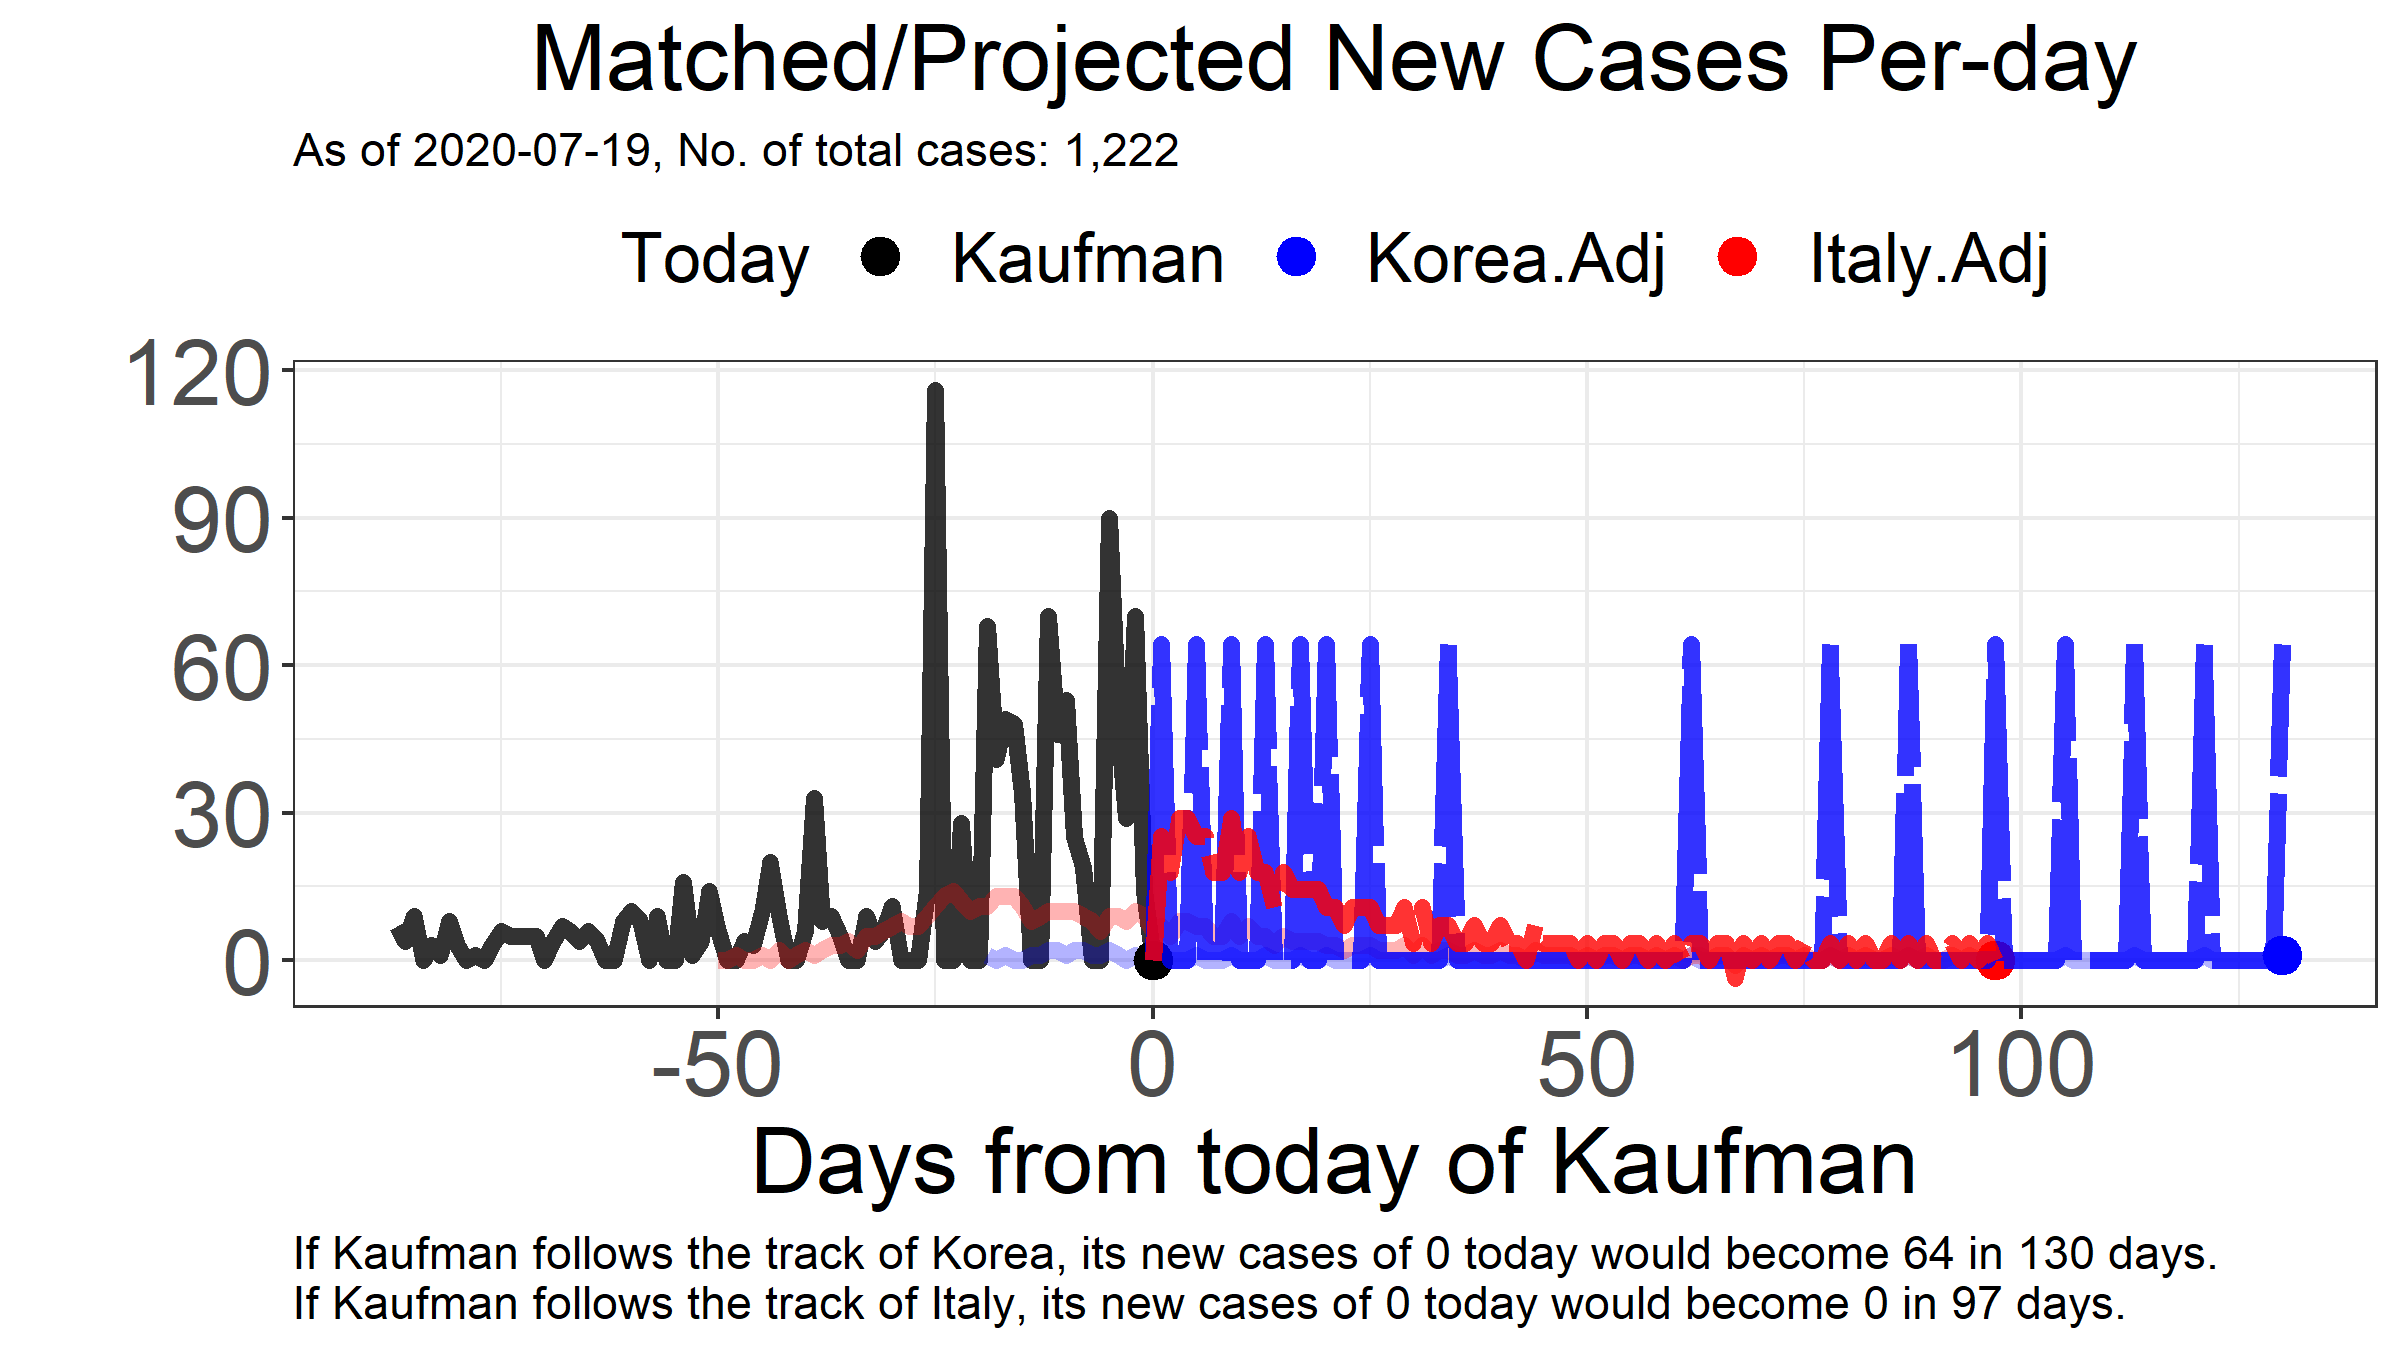 Matched/Projected New Cases Per-day
As of 2020-07-19, No. of total cases: 1,222
Today Kaufman Korea.Adj Italy.Adj
120
90
60
30
0
-50 0 50 100
Days from today of Kaufman
If Kaufman follows the track of Korea, its new cases of 0 today would become 64 in 130 days.
If Kaufman follows the track of Italy, its new cases of 0 today would become 0 in 97 days.